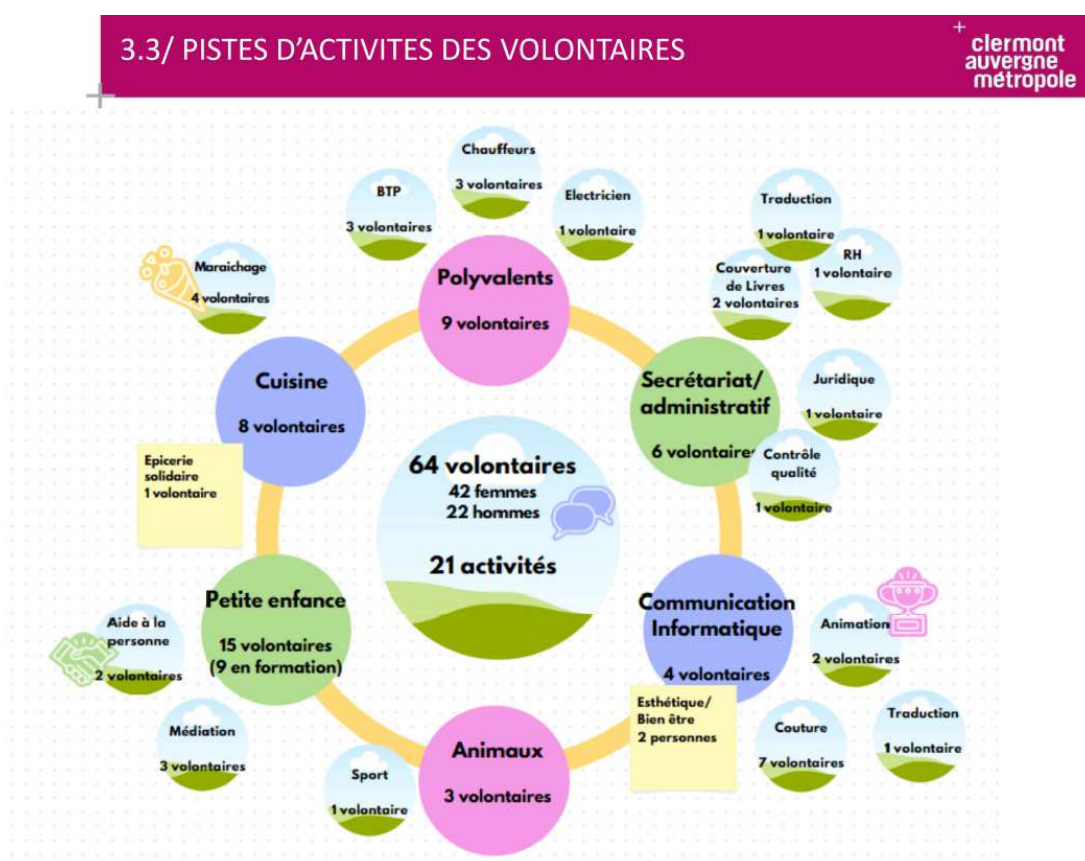 3.3/ PISTES D’ACTIVITES DES VOLONTAIRES
clermont
auvergne
métropole
Chauffeurs
3 volontaires
BTP
3 volontaires
Electricien
1 volontaire
Traduction
1 volontaire
RH
1 volontaire
Couverture
de Livres
2 volontaires
Maraichage
4 volontaires
Polyvalents
9 volontaires
Cuisine
8 volontaires
Secrétariat/
administratif
6 volontaires
Juridique
1 volontaire
Contrôle
qualité
1 volontaire
Epicerie
solidaire
1 volontaire
64 volontaires
42 femmes
22 hommes
21 activités
Petite enfance
15 volontaires
(9 en formation)
Communication
Informatique
4 volontaires
Animation
2 volontaires
Aide à la
personne
2 volontaires
Esthétique/
Bien être
2 personnes
Couture
7 volontaires
Traduction
1 volontaire
Médiation
3 volontaires
Sport
1 volontaire
Animaux
3 volontaires